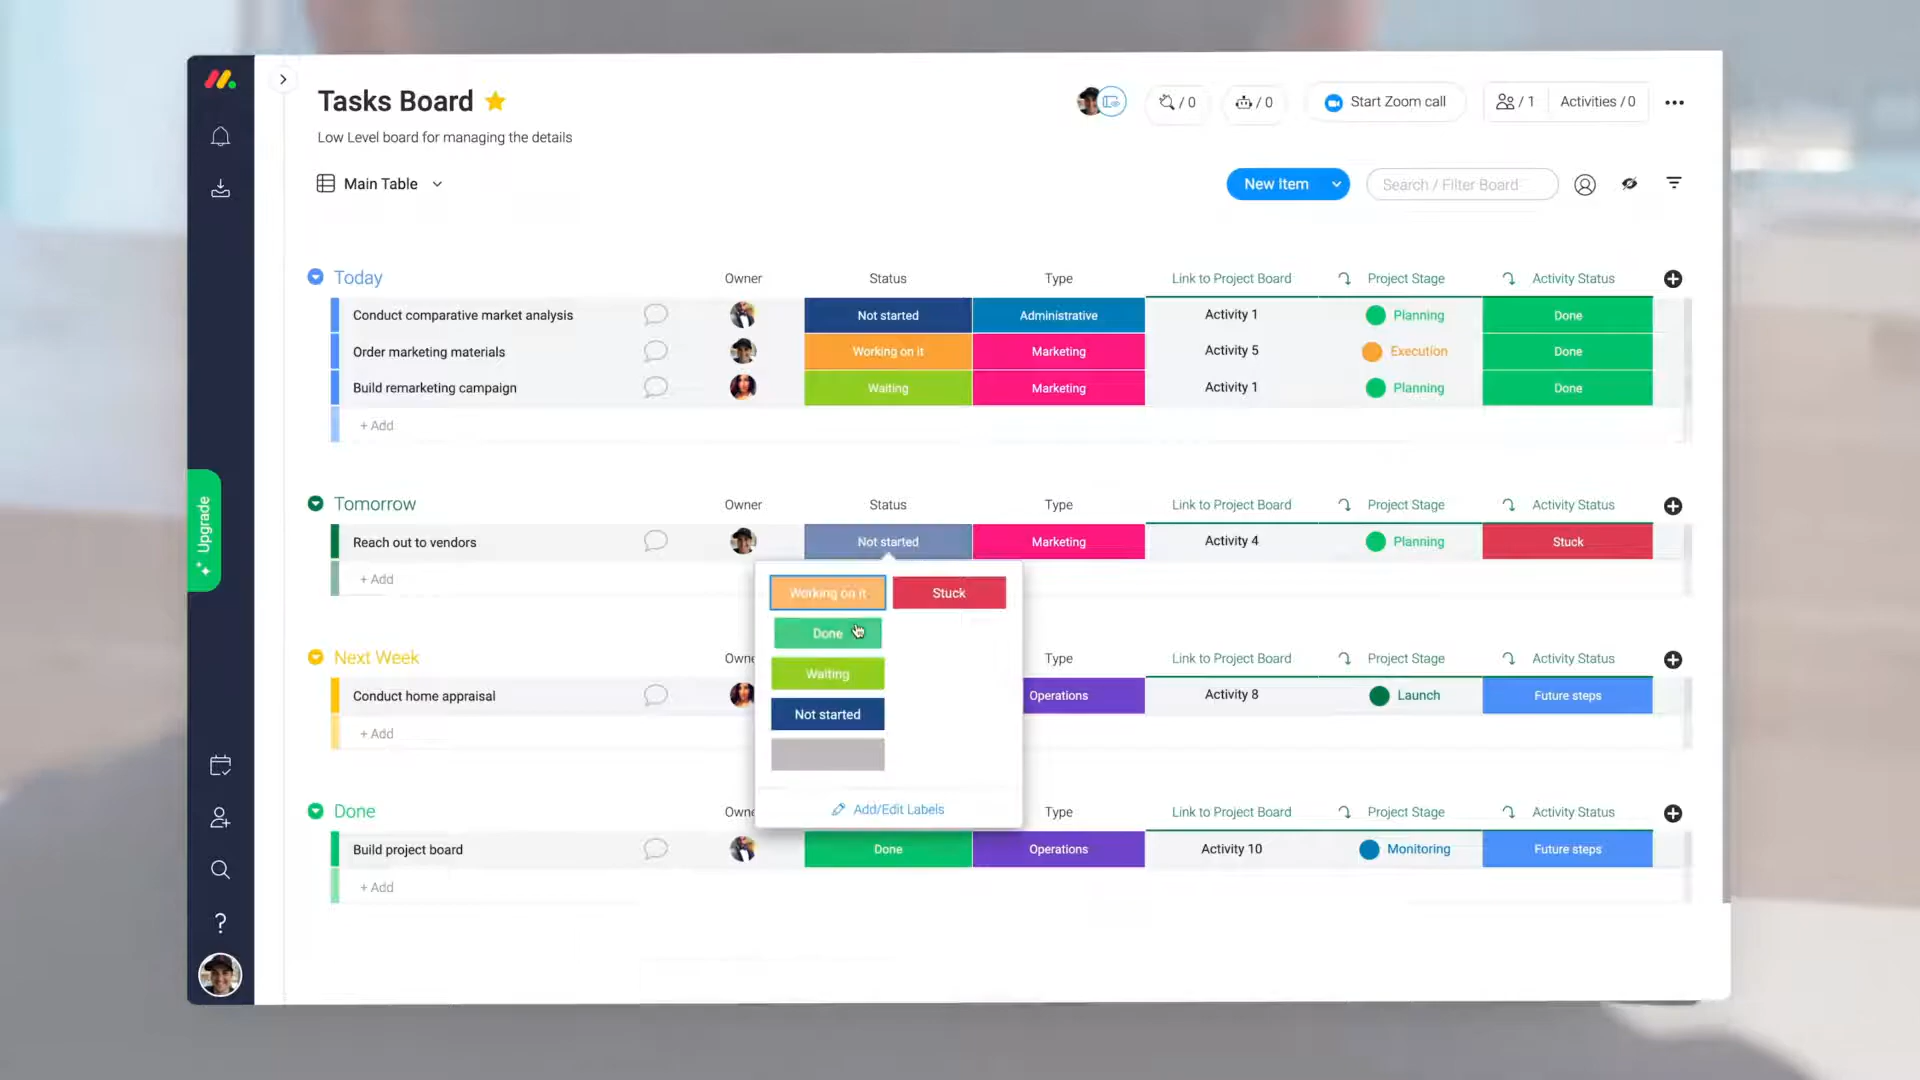 Tasks Board
/ 0
/ 0
Start Zoom call
/ 1
Activities / 0
Low Level board for managing the details
Main Table
New Item
Search / Filter Board
Today
Owner
Status
Type
Link to Project Board
Project Stage
Activity Status
Conduct comparative market analysis
Not started
Administrative
Activity 1
Planning
Done
Order marketing materials
Working on it
Marketing
Activity 5
Execution
Done
Build remarketing campaign
Waiting
Marketing
Activity 1
Planning
Done
+ Add
Upgrade
Tomorrow
Owner
Status
Type
Link to Project Board
Project Stage
Activity Status
Reach out to vendors
Not started
Marketing
Activity 4
Planning
Stuck
+ Add
Working on it
Stuck
Done
Waiting
Not started
Add/Edit Labels
Next Week
Owne
Type
Link to Project Board
Project Stage
Activity Status
Conduct home appraisal
Operations
Activity 8
Launch
Future steps
+ Add
Done
Owne
Type
Link to Project Board
Project Stage
Activity Status
Build project board
Done
Operations
Activity 10
Monitoring
Future steps
+ Add